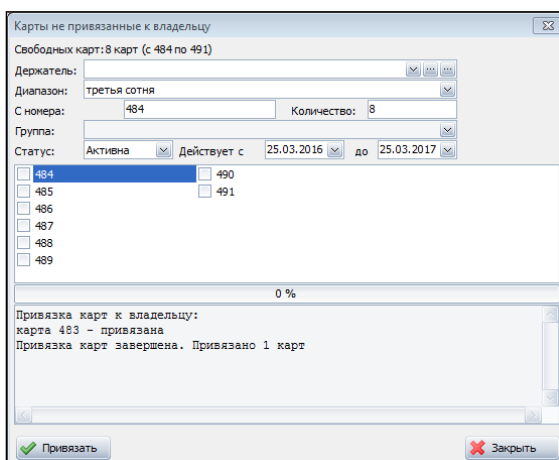 Карты не привязанные к владельцу
Свободных карт:8 карт (с 484 по 491)
Держатель:
Диапазон: третья сотня
С номера: 484 Количество: 8
Группа:
Статус: Активна Действует с 25.03.2016 до 25.03.2017
484 490
485 491
486
487
488
489
0 %
Привязка карт к владельцу:
карта 483 - привязана
Привязка карт завершена. Привязано 1 карт
Привязать Закрыть